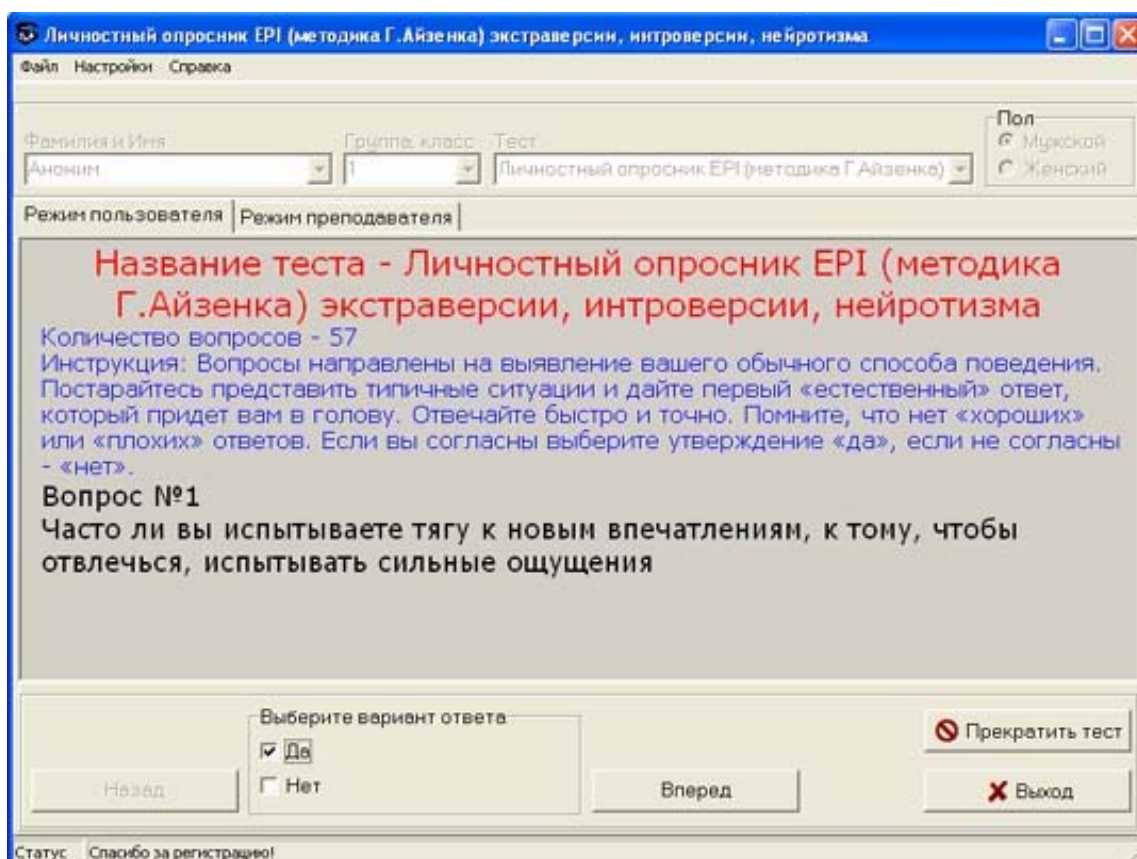 Личностный опросник EPI (методика Г.Айзенка) экстраверсии, интроверсии, нейротизма
Файл Настройки Справка
Пол
Фамилия и Имя Группа, класс Тест
Мужской
Аноним 1 Личностный опросник EPI (методика Г.Айзенка)
Женский
Режим пользователя Режим преподавателя
Название теста - Личностный опросник EPI (методика
Г.Айзенка) экстраверсии, интроверсии, нейротизма
Количество вопросов - 57
Инструкция: Вопросы направлены на выявление вашего обычного способа поведения.
Постарайтесь представить типичные ситуации и дайте первый «естественный» ответ,
который придет вам в голову. Отвечайте быстро и точно. Помните, что нет «хороших»
или «плохих» ответов. Если вы согласны выберите утверждение «да», если не согласны
- «нет».
Вопрос №1
Часто ли вы испытываете тягу к новым впечатлениям, к тому, чтобы
отвлечься, испытывать сильные ощущения
Выберите вариант ответа
Прекратить тест
Да
Назад Нет Вперед Выход
Статус Спасибо за регистрацию!